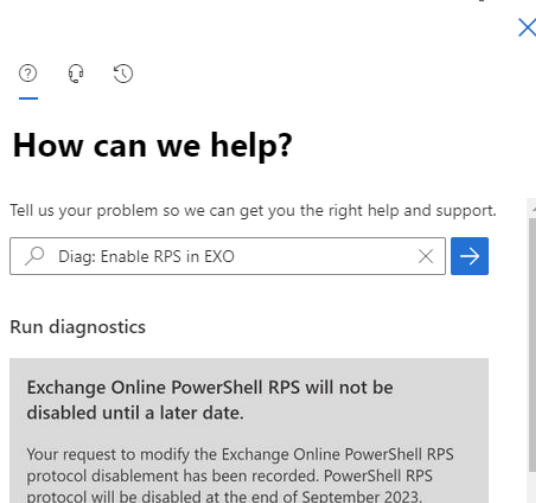 How can we help?
Tell us your problem so we can get you the right help and support.
Diag: Enable RPS in EXO
Run diagnostics
Exchange Online PowerShell RPS will not be
disabled until a later date.
Your request to modify the Exchange Online PowerShell RPS
protocol disablement has been recorded. PowerShell RPS
protocol will be disabled at the end of September 2023.